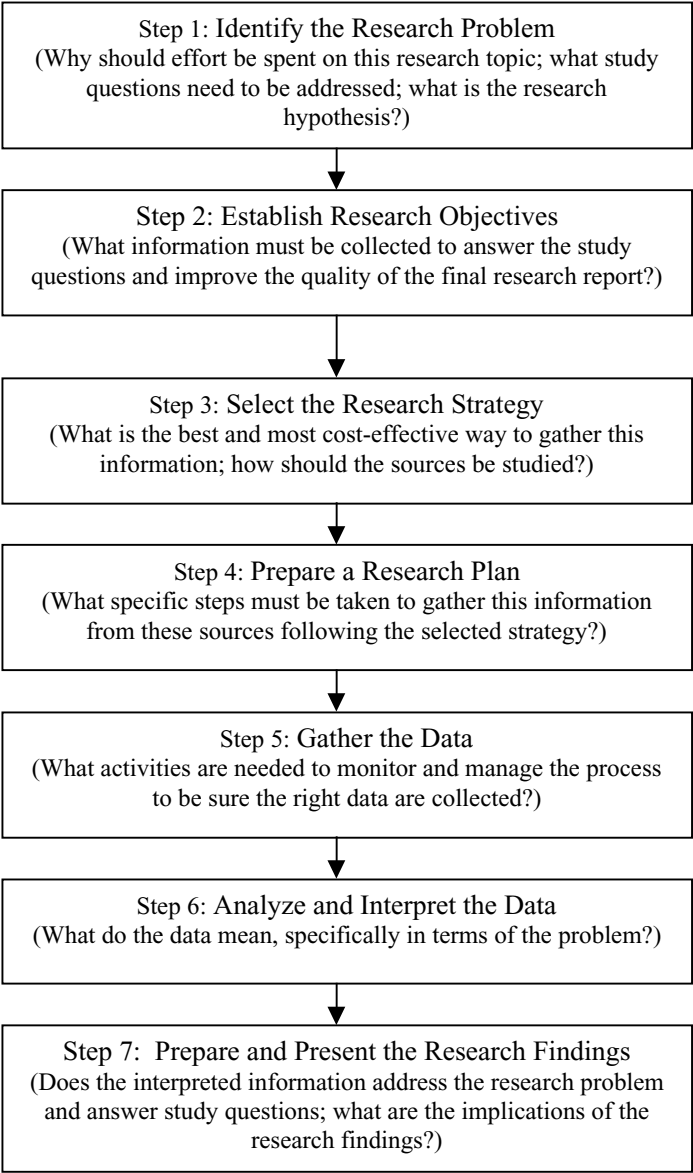 Step 1: Identify the Research Problem
(Why should effort be spent on this research topic; what study
questions need to be addressed; what is the research
hypothesis?)
Step 2: Establish Research Objectives
(What information must be collected to answer the study
questions and improve the quality of the final research report?)
Step 3: Select the Research Strategy
(What is the best and most cost-effective way to gather this
information; how should the sources be studied?)
Step 4: Prepare a Research Plan
(What specific steps must be taken to gather this information
from these sources following the selected strategy?)
Step 5: Gather the Data
(What activities are needed to monitor and manage the process
to be sure the right data are collected?)
Step 6: Analyze and Interpret the Data
(What do the data mean, specifically in terms of the problem?)
Step 7:  Prepare and Present the Research Findings
(Does the interpreted information address the research problem
and answer study questions; what are the implications of the
research findings?)